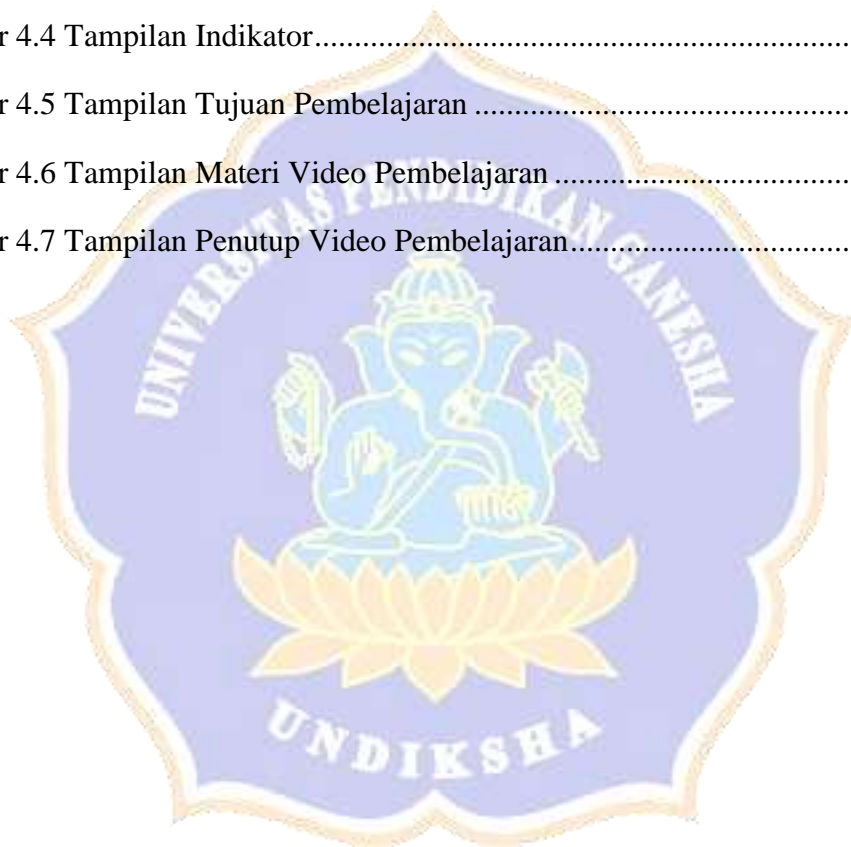 r 4.4 Tampilan Indikator....................................................................
r 4.5 Tampilan Tujuan Pembelajaran ................................................
r 4.6 Tampilan Materi Video Pembelajaran ......................................
r 4.7 Tampilan Penutup Video Pembelajaran....................................
UNIVERSITAS PENDIDIKAN GANESHA
UNDIKSHA